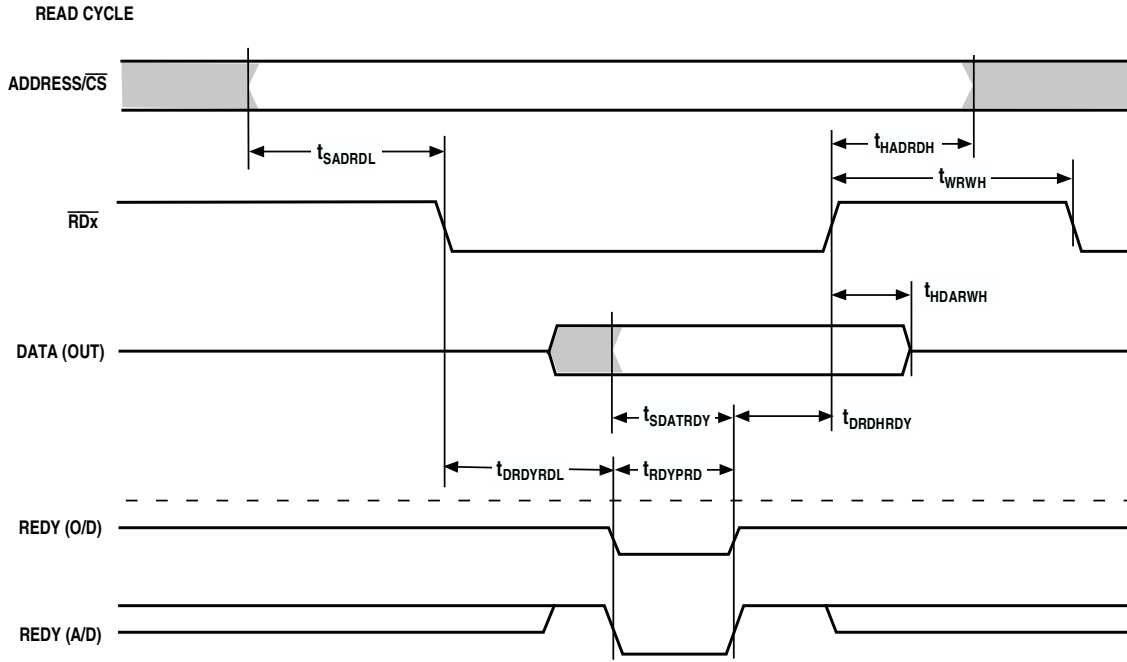 READ CYCLE
ADDRESS/CS
tSADRDL
tHADRDH
tWRWH
RDx
tHDARWH
DATA (OUT)
tSDATRDY
tDRDHRDY
tDRDYRDL
tRDYPRD
REDY (O/D)
REDY (A/D)